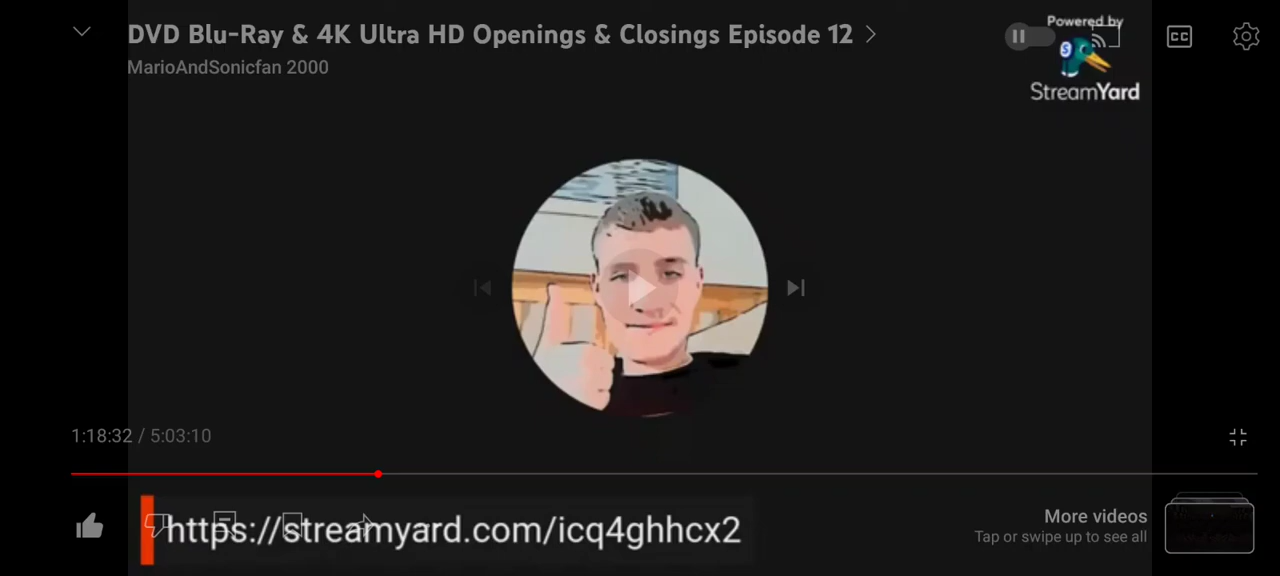 DVD Blu-Ray & 4K Ultra HD Openings & Closings Episode 12
MarioAndSonicfan 2000
Powered by
CC
S
StreamYard
1:18:32 / 5:03:10
https://streamyard.com/icq4ghhcx2
More videos
Tap or swipe up to see all